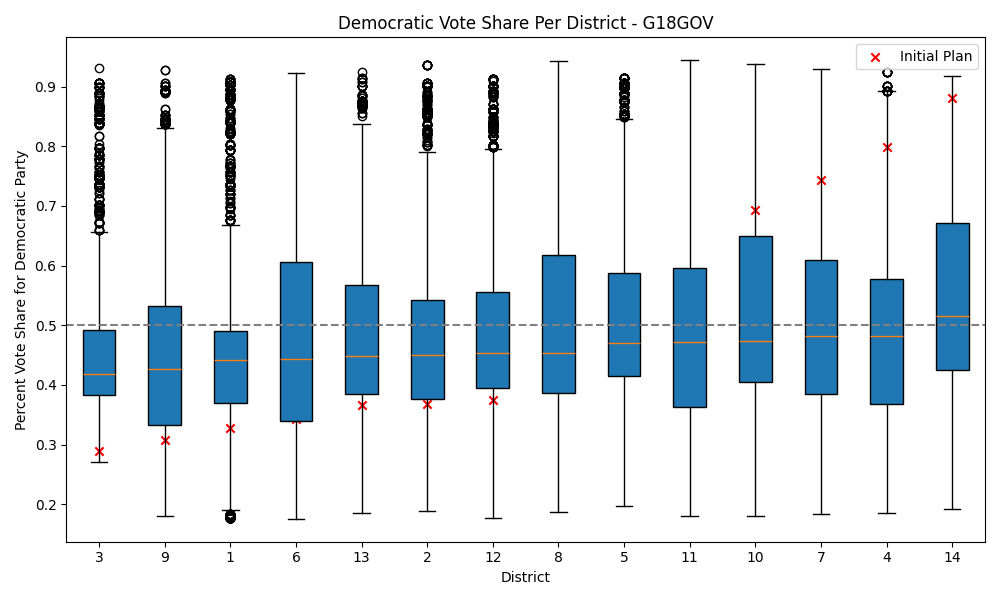 Democratic Vote Share Per District - G18GOV
Initial Plan
Percent Vote Share for Democratic Party
0.9
0.8
0.7
0.6
0.5
0.4
0.3
0.2
3 9 1 6 13 2 12 8 5 11 10 7 4 14
District